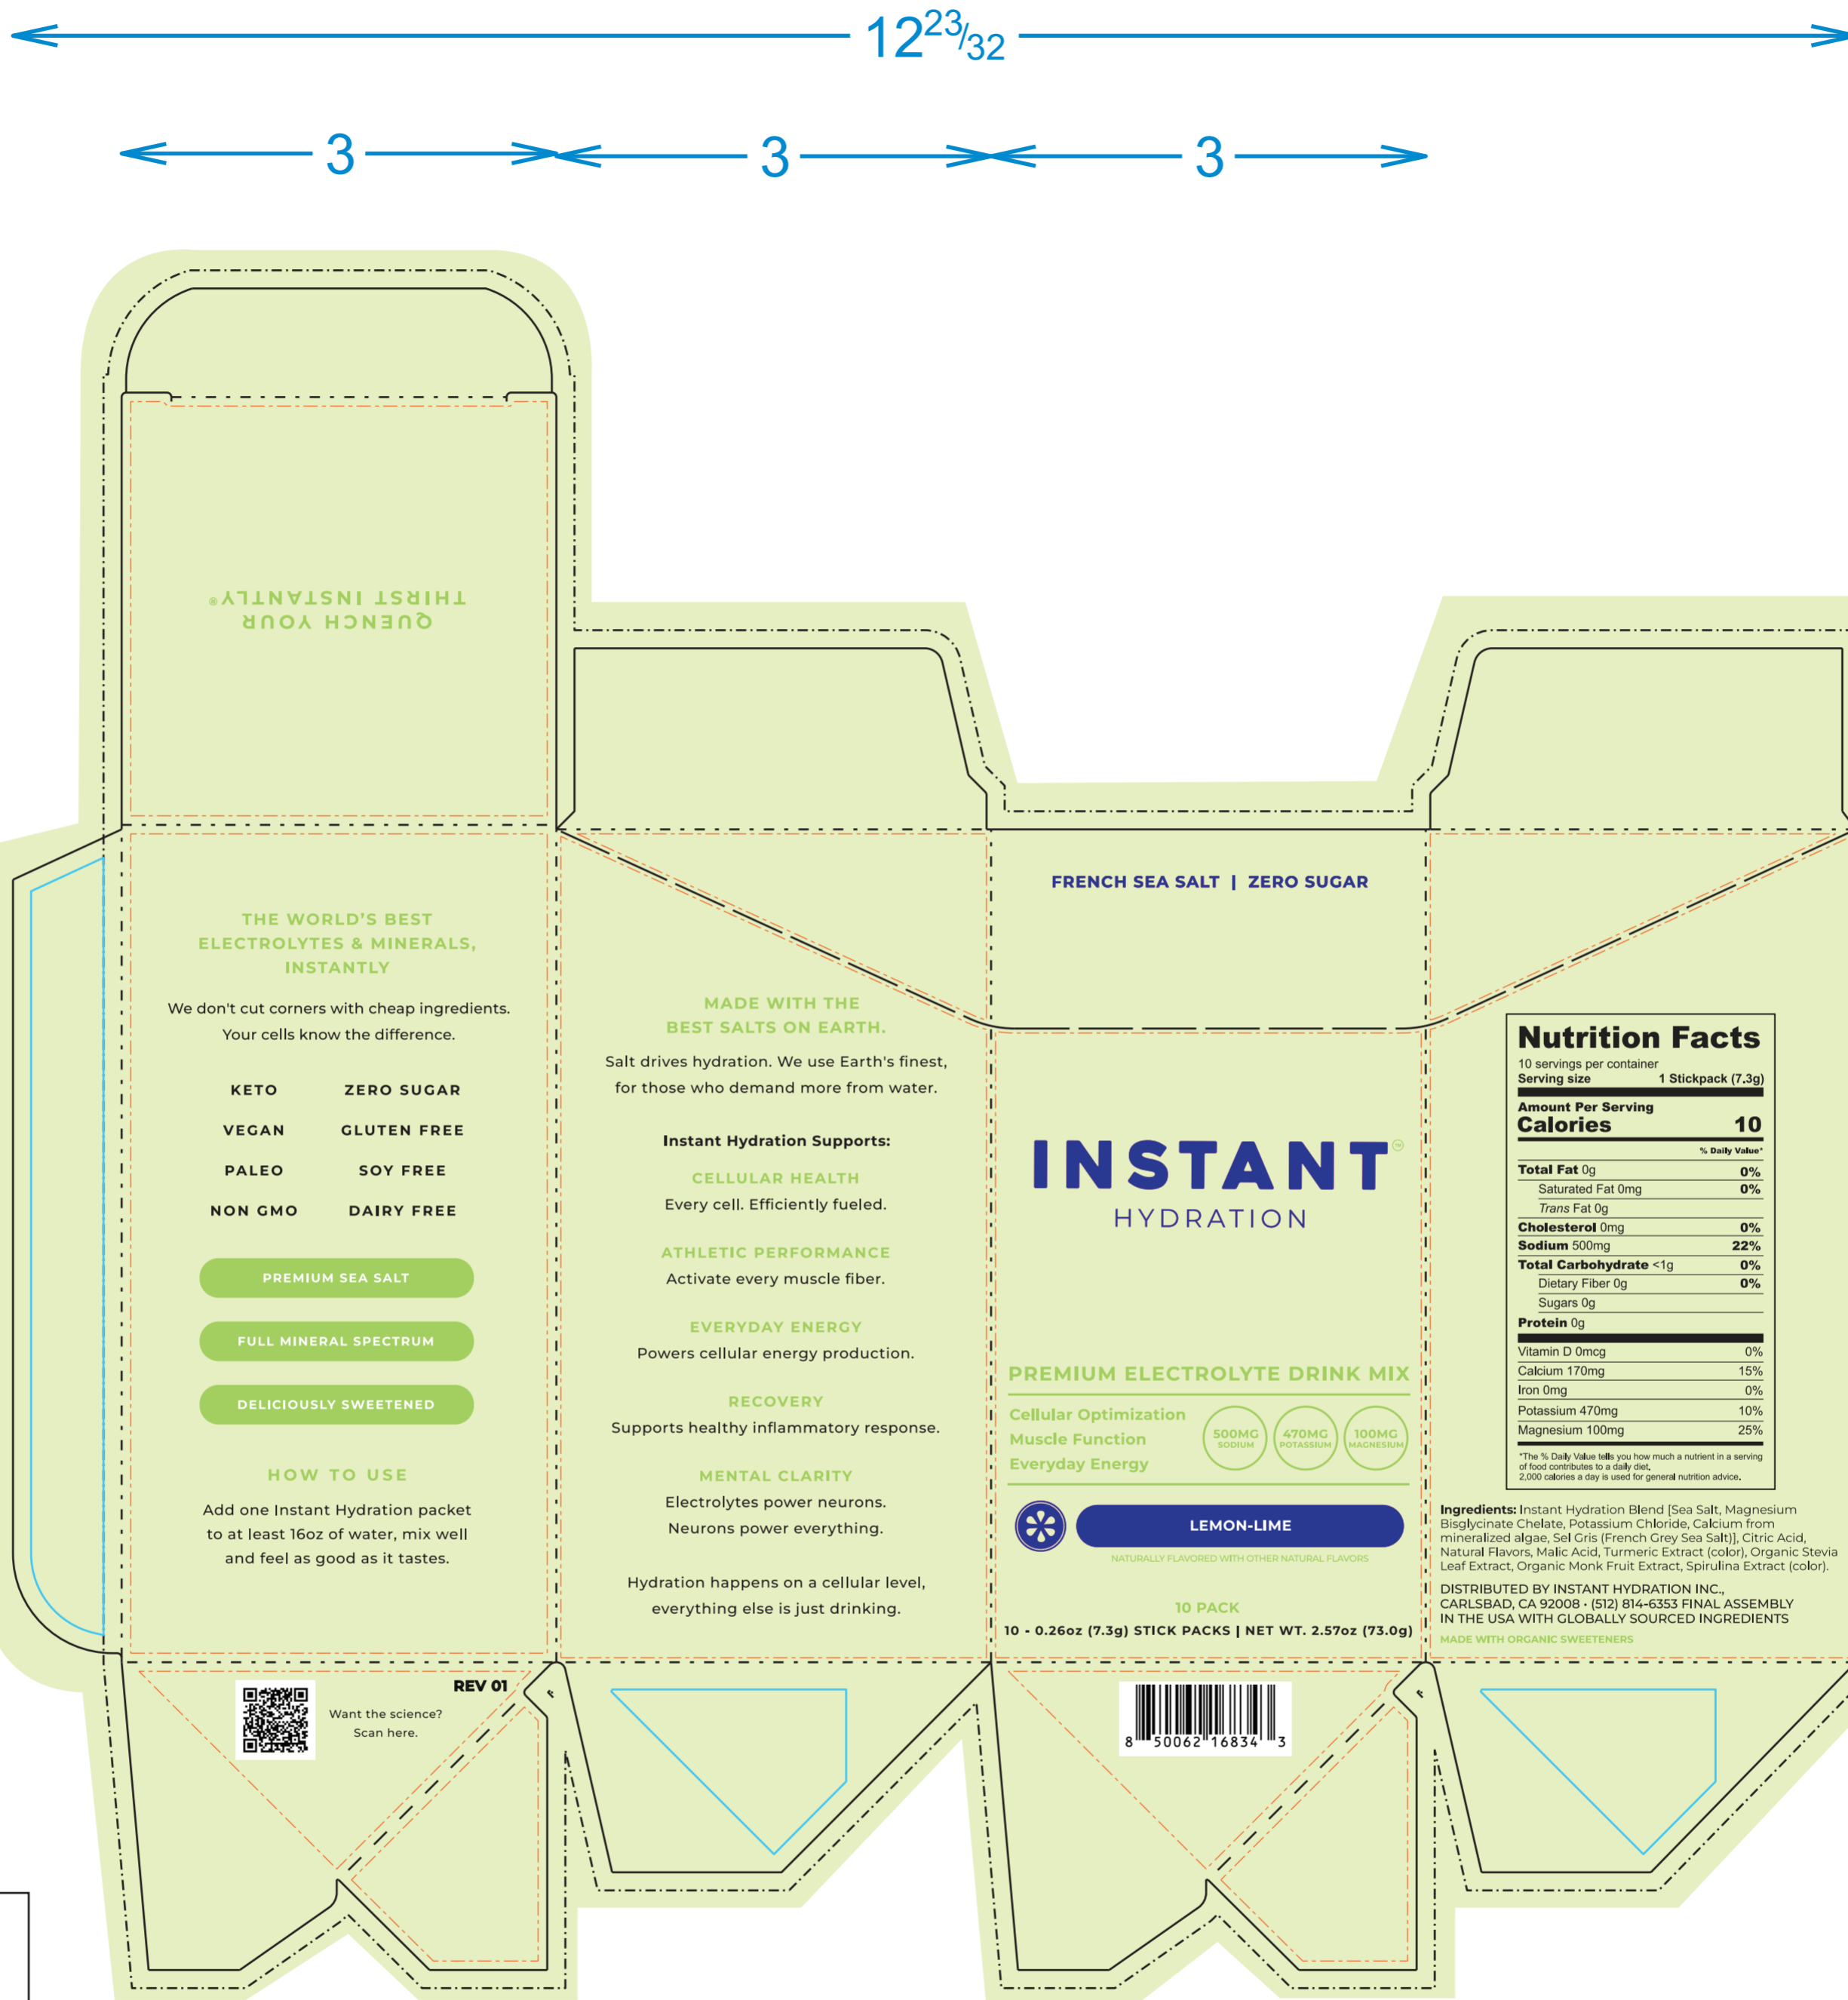 12 23/32
3
3
3
QUENCH YOUR
THIRST INSTANTLY®
THE WORLD’S BEST
ELECTROLYTES & MINERALS,
INSTANTLY
We don't cut corners with cheap ingredients.
Your cells know the difference.
KETO ZERO SUGAR
VEGAN GLUTEN FREE
PALEO SOY FREE
NON GMO DAIRY FREE
PREMIUM SEA SALT
FULL MINERAL SPECTRUM
DELICIOUSLY SWEETENED
HOW TO USE
Add one Instant Hydration packet
to at least 16oz of water, mix well
and feel as good as it tastes.
REV 01
Want the science?
Scan here.
MADE WITH THE
BEST SALTS ON EARTH.
Salt drives hydration. We use Earth's finest,
for those who demand more from water.
Instant Hydration Supports:
CELLULAR HEALTH
Every cell. Efficiently fueled.
ATHLETIC PERFORMANCE
Activate every muscle fiber.
EVERYDAY ENERGY
Powers cellular energy production.
RECOVERY
Supports healthy inflammatory response.
MENTAL CLARITY
Electrolytes power neurons.
Neurons power everything.
Hydration happens on a cellular level,
everything else is just drinking.
FRENCH SEA SALT | ZERO SUGAR
INSTANT
HYDRATION
PREMIUM ELECTROLYTE DRINK MIX
Cellular Optimization
Muscle Function
Everyday Energy
500MG
SODIUM
470MG
POTASSIUM
100MG
MAGNESIUM
LEMON-LIME
NATURALLY FLAVORED WITH OTHER NATURAL FLAVORS
10 PACK
10 - 0.26oz (7.3g) STICK PACKS | NET WT. 2.57oz (73.0g)
8 50062 16834 3
Nutrition Facts
10 servings per container
Serving size 1 Stickpack (7.3g)
Amount Per Serving
Calories 10
% Daily Value*
Total Fat 0g 0%
Saturated Fat 0mg 0%
Trans Fat 0g
Cholesterol 0mg 0%
Sodium 500mg 22%
Total Carbohydrate <1g 0%
Dietary Fiber 0g 0%
Sugars 0g
Protein 0g
Vitamin D 0mcg 0%
Calcium 170mg 15%
Iron 0mg 0%
Potassium 470mg 10%
Magnesium 100mg 25%
*The % Daily Value tells you how much a nutrient in a serving
of food contributes to a daily diet.
2,000 calories a day is used for general nutrition advice.
Ingredients: Instant Hydration Blend [Sea Salt, Magnesium
Bisglycinate Chelate, Potassium Chloride, Calcium from
mineralized algae, Sel Gris (French Grey Sea Salt)], Citric Acid,
Natural Flavors, Malic Acid, Turmeric Extract (color), Organic Stevia
Leaf Extract, Organic Monk Fruit Extract, Spirulina Extract (color).
DISTRIBUTED BY INSTANT HYDRATION INC.,
CARLSBAD, CA 92008 • (512) 814-6353 FINAL ASSEMBLY
IN THE USA WITH GLOBALLY SOURCED INGREDIENTS
MADE WITH ORGANIC SWEETENERS